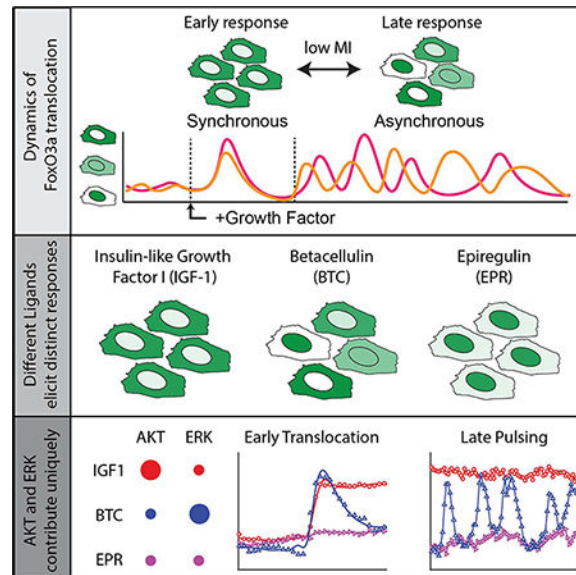 Dynamics of
FoxO3a translocation
Early response
Late response
low MI
Synchronous
Asynchronous
+Growth Factor
Different Ligands
elicit distinct responses
Insulin-like Growth
Factor I (IGF-1)
Betacellulin
(BTC)
Epiregulin
(EPR)
AKT and ERK
contribute uniquely
AKT
ERK
IGF1
BTC
EPR
Early Translocation
Late Pulsing